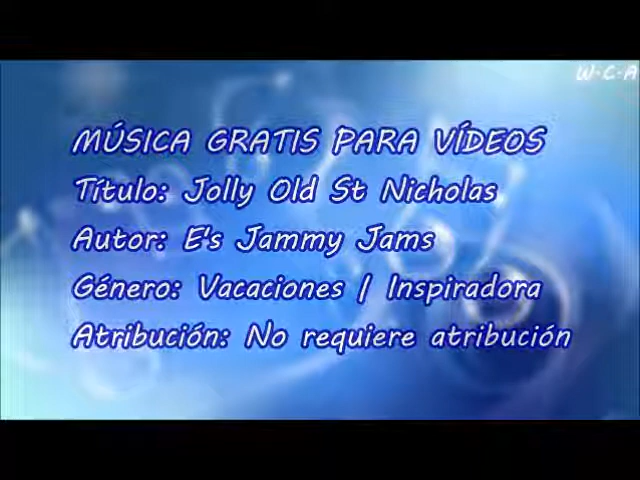 W-C-A
MÚSICA GRATIS PARA VÍDEOS
Título: Jolly Old St Nicholas
Autor: E's Jammy Jams
Género: Vacaciones / Inspiradora
Atribución: No requiere atribución